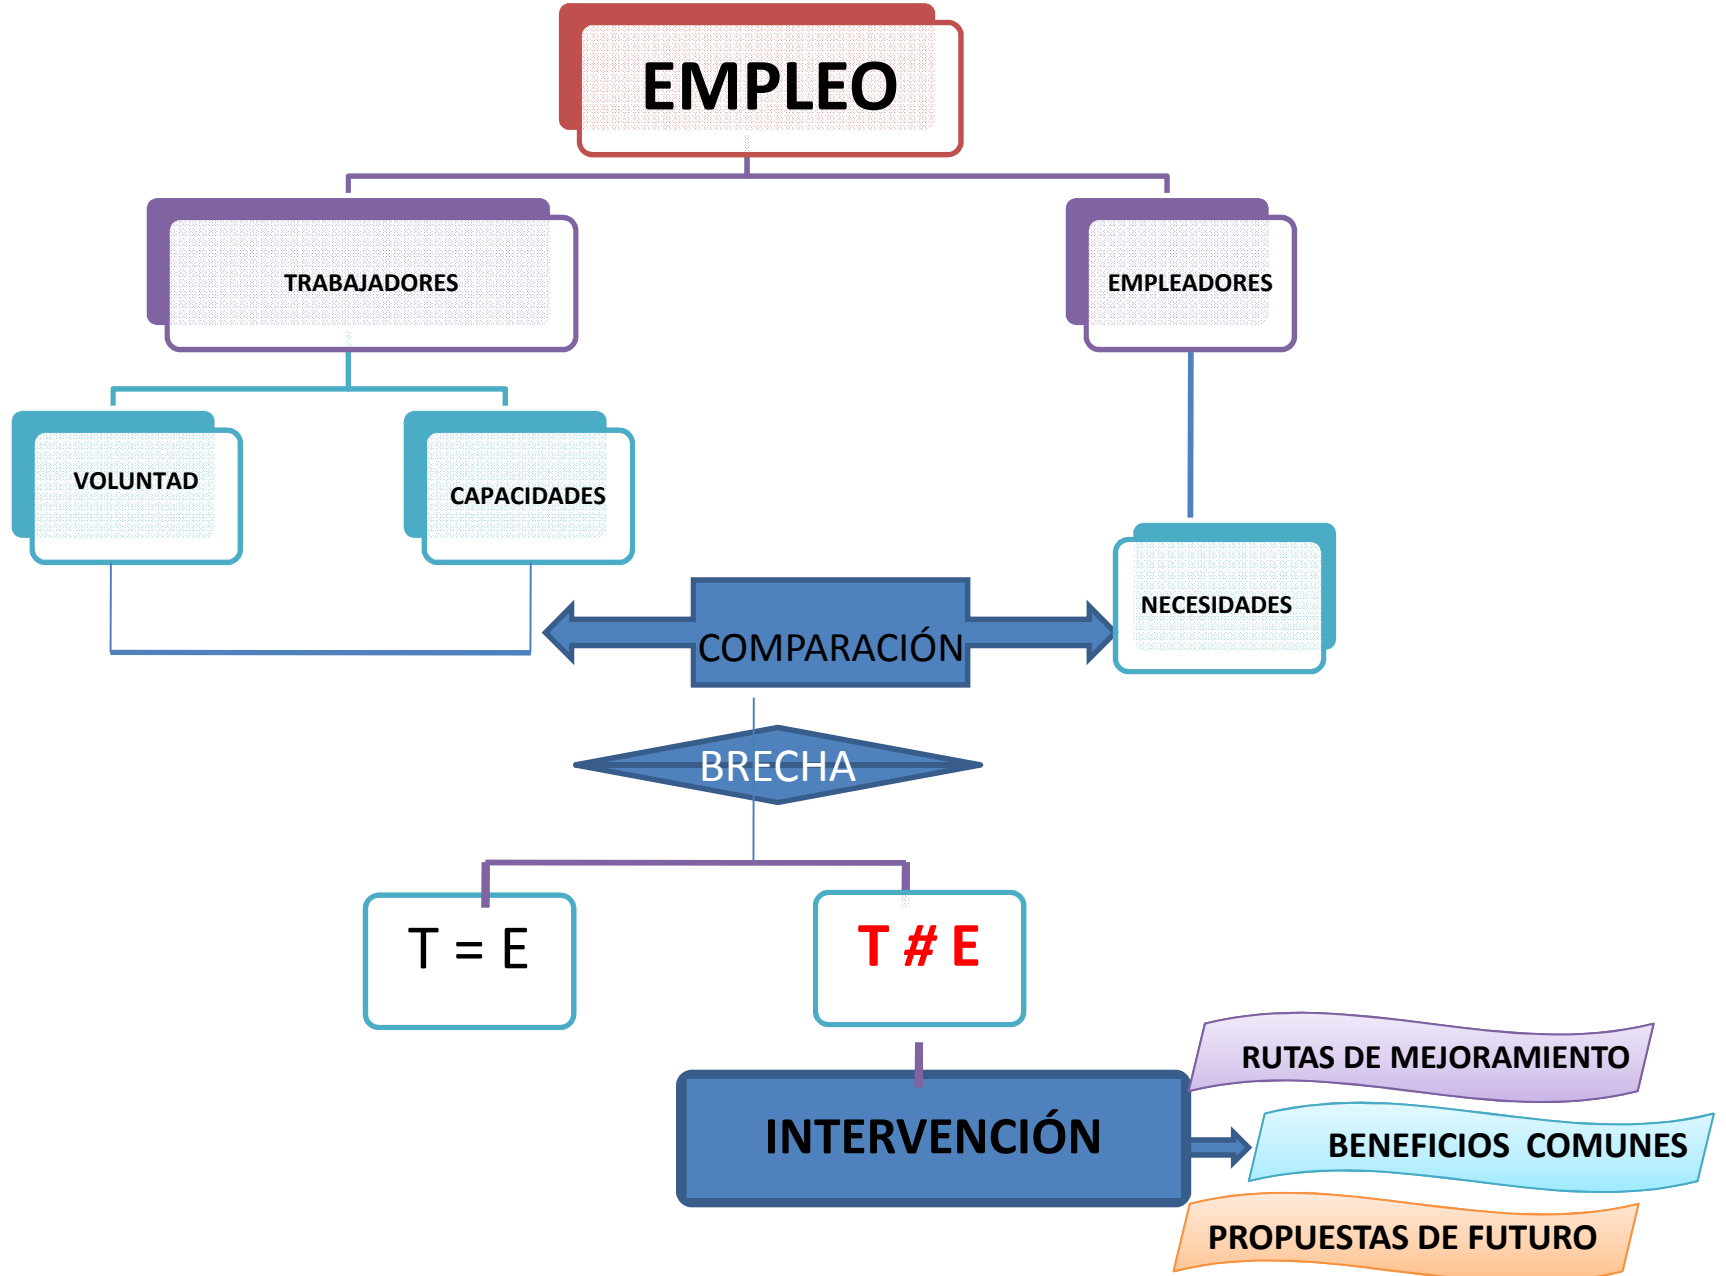 EMPLEO
TRABAJADORES
EMPLEADORES
VOLUNTAD
CAPACIDADES
NECESIDADES
COMPARACIÓN
BRECHA
T = E
T # E
INTERVENCIÓN
RUTAS DE MEJORAMIENTO
BENEFICIOS COMUNES
PROPUESTAS DE FUTURO